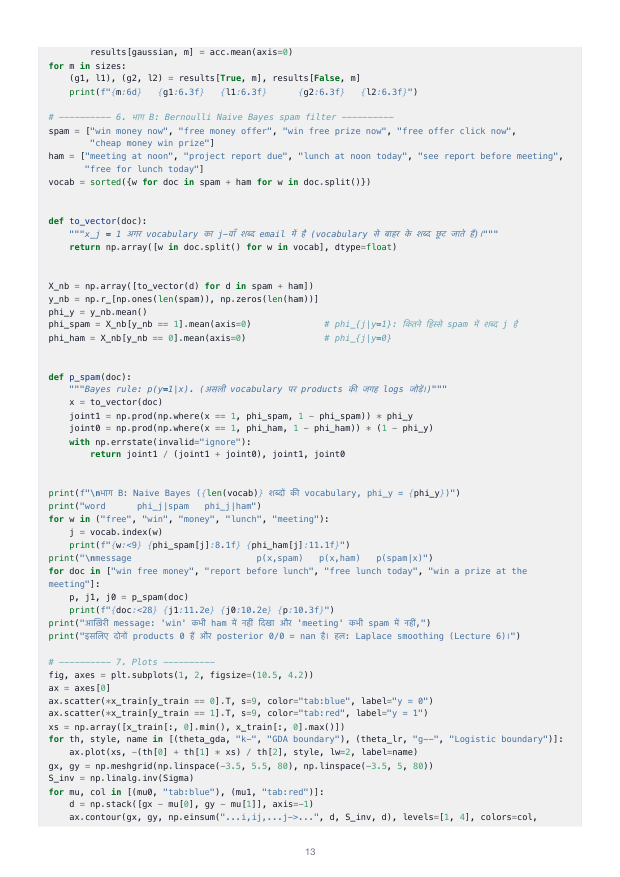 results[gaussian, m] = acc.mean(axis=0)
for m in sizes:
    (g1, l1), (g2, l2) = results[True, m], results[False, m]
    print(f"{m:6d}   {g1:6.3f}   {l1:6.3f}      {g2:6.3f}   {l2:6.3f}")
# ---------- 6. भाग B: Bernoulli Naive Bayes spam filter ----------
spam = ["win money now", "free money offer", "win free prize now", "free offer click now",
        "cheap money win prize"]
ham = ["meeting at noon", "project report due", "lunch at noon today", "see report before meeting",
       "free for lunch today"]
vocab = sorted({w for doc in spam + ham for w in doc.split()})
def to_vector(doc):
    """x_j = 1 अगर vocabulary का j-वाँ शब्द email में है (vocabulary से बाहर के शब्द छूट जाते हैं)।"""
    return np.array([w in doc.split() for w in vocab], dtype=float)
X_nb = np.array([to_vector(d) for d in spam + ham])
y_nb = np.r_[np.ones(len(spam)), np.zeros(len(ham))]
phi_y = y_nb.mean()
phi_spam = X_nb[y_nb == 1].mean(axis=0)              # phi_{j|y=1}: कितने हिस्से spam में शब्द j है
phi_ham = X_nb[y_nb == 0].mean(axis=0)               # phi_{j|y=0}
def p_spam(doc):
    """Bayes rule: p(y=1|x). (असली vocabulary पर products की जगह logs जोड़ें।)"""
    x = to_vector(doc)
    joint1 = np.prod(np.where(x == 1, phi_spam, 1 - phi_spam)) * phi_y
    joint0 = np.prod(np.where(x == 1, phi_ham, 1 - phi_ham)) * (1 - phi_y)
    with np.errstate(invalid="ignore"):
        return joint1 / (joint1 + joint0), joint1, joint0
print(f"\nभाग B: Naive Bayes ({len(vocab)} शब्दों की vocabulary, phi_y = {phi_y})")
print("word      phi_j|spam   phi_j|ham")
for w in ("free", "win", "money", "lunch", "meeting"):
    j = vocab.index(w)
    print(f"{w:<9} {phi_spam[j]:8.1f} {phi_ham[j]:11.1f}")
print("\nmessage                        p(x,spam)    p(x,ham)   p(spam|x)")
for doc in ["win free money", "report before lunch", "free lunch today", "win a prize at the
meeting"]:
    p, j1, j0 = p_spam(doc)
    print(f"{doc:<28} {j1:11.2e} {j0:10.2e} {p:10.3f}")
print("आख़िरी message: 'win' कभी ham में नहीं दिखा और 'meeting' कभी spam में नहीं,")
print("इसलिए दोनों products 0 हैं और posterior 0/0 = nan है। हल: Laplace smoothing (Lecture 6)।")
# ---------- 7. Plots ----------
fig, axes = plt.subplots(1, 2, figsize=(10.5, 4.2))
ax = axes[0]
ax.scatter(*x_train[y_train == 0].T, s=9, color="tab:blue", label="y = 0")
ax.scatter(*x_train[y_train == 1].T, s=9, color="tab:red", label="y = 1")
xs = np.array([x_train[:, 0].min(), x_train[:, 0].max()])
for th, style, name in [(theta_gda, "k-", "GDA boundary"), (theta_lr, "g--", "Logistic boundary")]:
    ax.plot(xs, -(th[0] + th[1] * xs) / th[2], style, lw=2, label=name)
gx, gy = np.meshgrid(np.linspace(-3.5, 5.5, 80), np.linspace(-3.5, 5, 80))
S_inv = np.linalg.inv(Sigma)
for mu, col in [(mu0, "tab:blue"), (mu1, "tab:red")]:
    d = np.stack([gx - mu[0], gy - mu[1]], axis=-1)
    ax.contour(gx, gy, np.einsum("...i,ij,...j->...", d, S_inv, d), levels=[1, 4], colors=col,
13